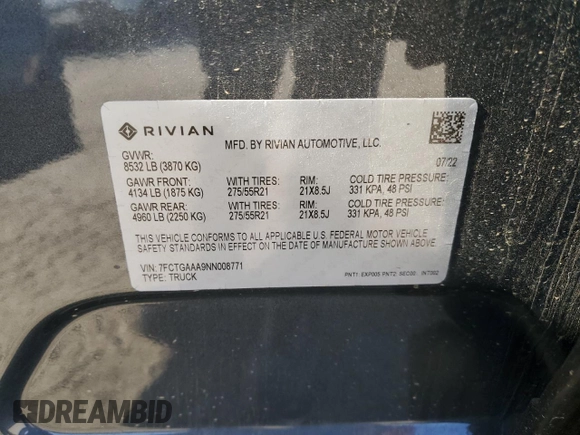 RIVIAN
MFD. BY RIVIAN AUTOMOTIVE, LLC.
GVWR:
8532 LB (3870 KG)
07/22
GAWR FRONT: WITH TIRES: RIM: COLD TIRE PRESSURE:
4134 LB (1875 KG) 275/55R21 21X8.5J 331 KPA, 48 PSI
GAWR REAR: WITH TIRES: RIM: COLD TIRE PRESSURE:
4960 LB (2250 KG) 275/55R21 21X8.5J 331 KPA, 48 PSI
THIS VEHICLE CONFORMS TO ALL APPLICABLE U.S. FEDERAL MOTOR VEHICLE
SAFETY STANDARDS IN EFFECT ON THE DATE OF MANUFACTURE SHOWN ABOVE.
VIN: 7FCTGAAA9NN008771
TYPE: TRUCK
PNT1: EXF005 PNT2: INT002
DREAMBID